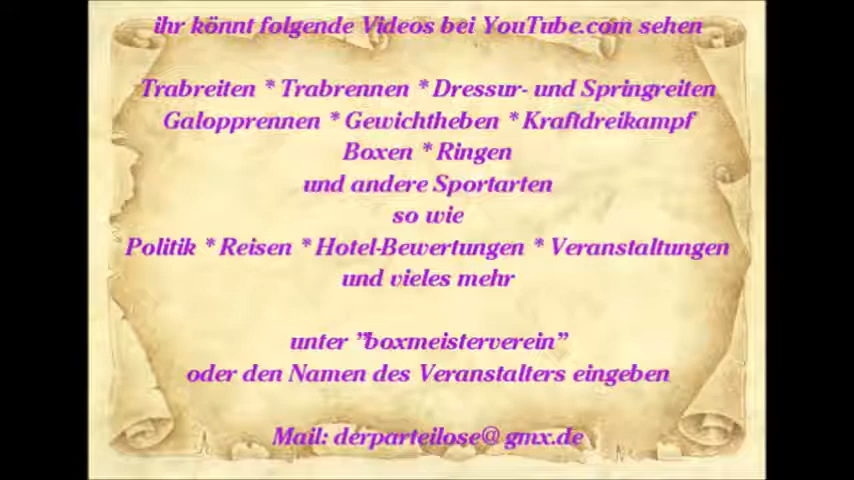 ihr könnt folgende Videos bei YouTube.com sehen
Trabreiten * Trabrennen * Dressur- und Springreiten
Galopprennen * Gewichtheben * Kraftdreikampf
Boxen * Ringen
und andere Sportarten
so wie
Politik * Reisen * Hotel-Bewertungen * Veranstaltungen
und vieles mehr
unter "boxmeisterverein"
oder den Namen des Veranstalters eingeben
Mail: derparteilose@gmx.de